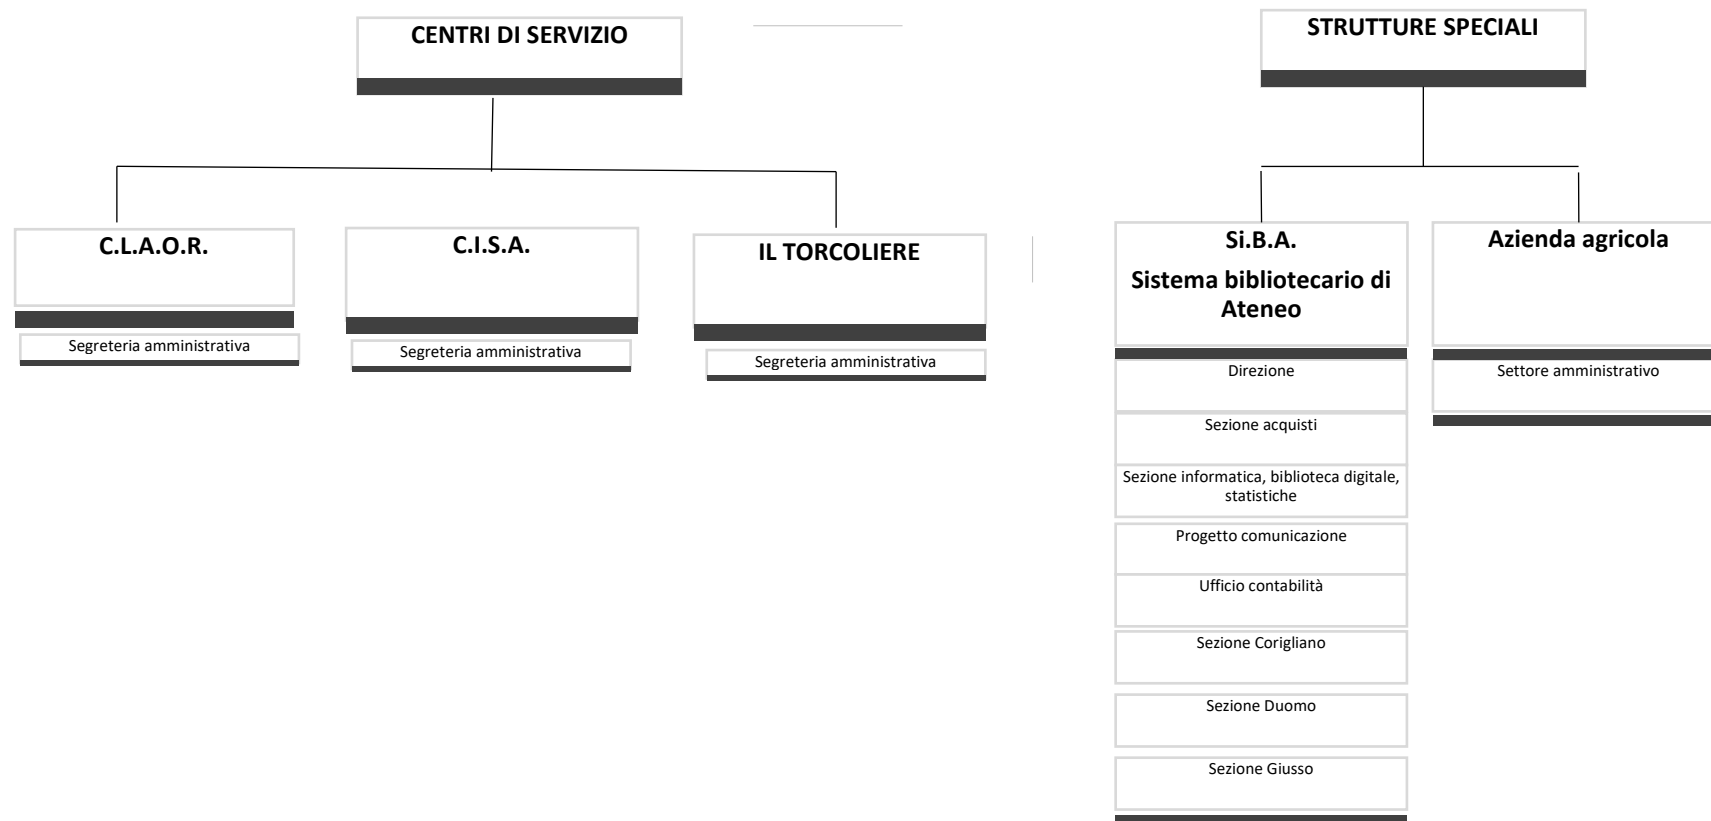 CENTRI DI SERVIZIO
C.L.A.O.R.
Segreteria amministrativa
C.I.S.A.
Segreteria amministrativa
IL TORCOLIERE
Segreteria amministrativa
STRUTTURE SPECIALI
Si.B.A.
Sistema bibliotecario di
Ateneo
Direzione
Sezione acquisti
Sezione informatica, biblioteca digitale,
statistiche
Progetto comunicazione
Ufficio contabilità
Sezione Corigliano
Sezione Duomo
Sezione Giusso
Azienda agricola
Settore amministrativo